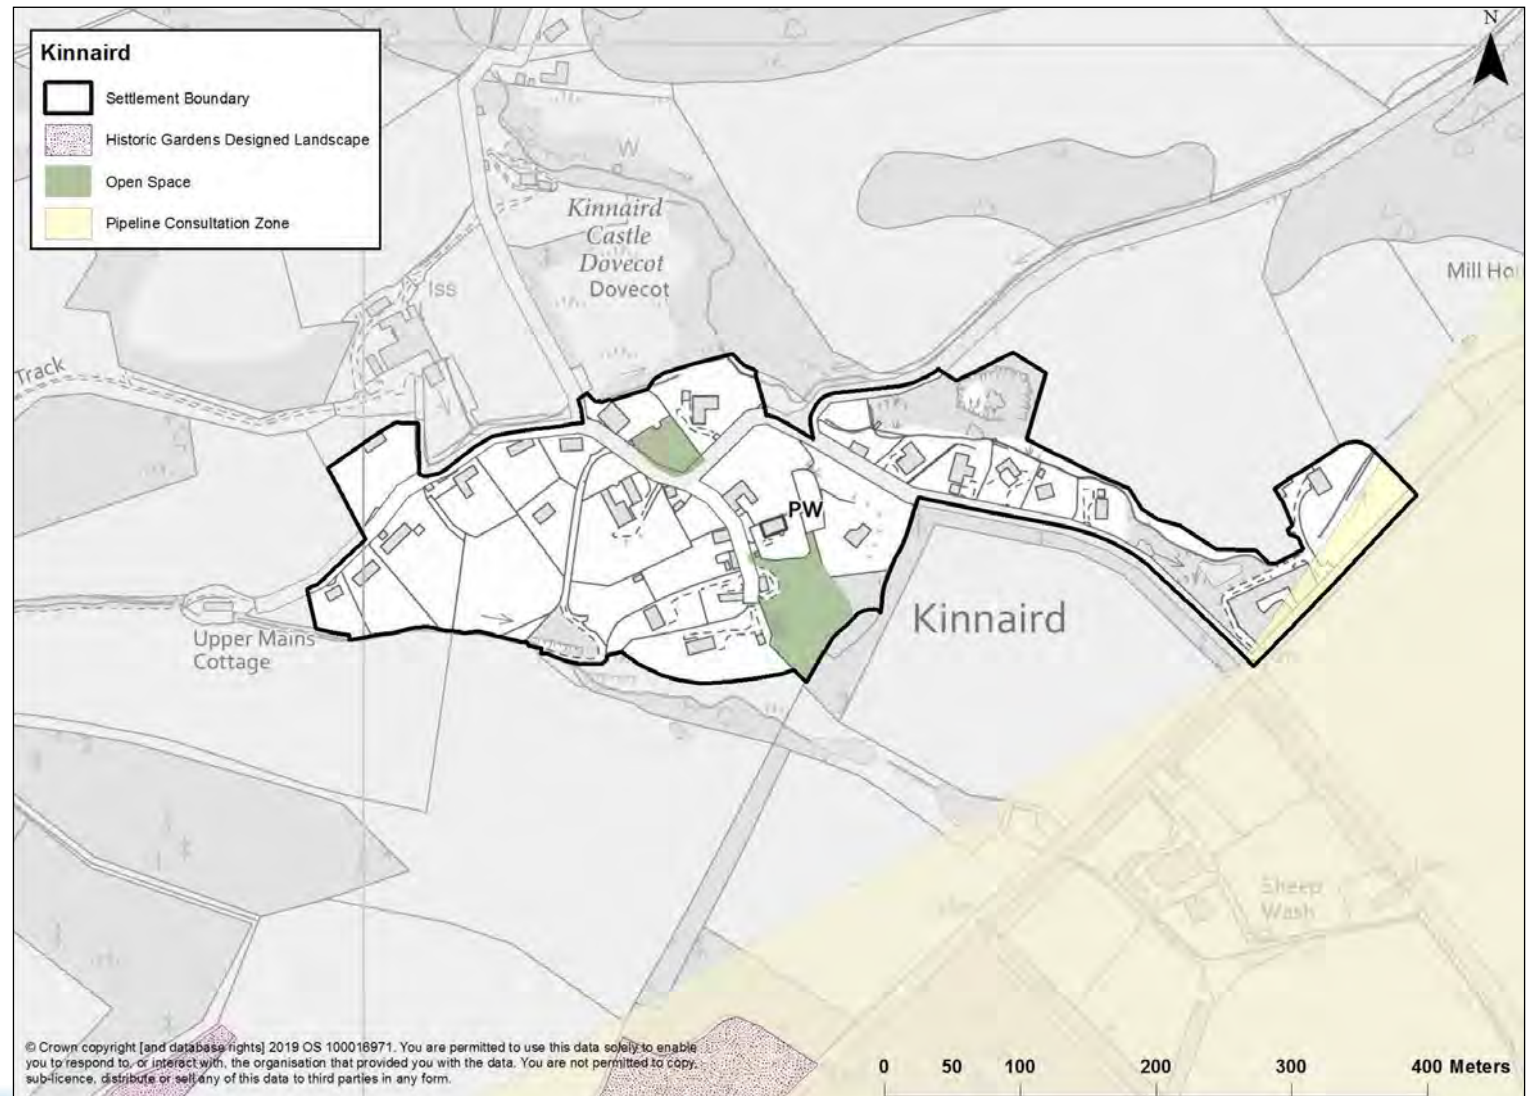 Kinnaird
Settlement Boundary
Historic Gardens Designed Landscape
Open Space
Pipeline Consultation Zone
N
W
Kinnaird
Castle
Dovecot
Dovecot
Iss
Mill Ho
Track
PW
Kinnaird
Upper Mains
Cottage
Sheep
Wash
© Crown copyright [and database rights] 2019 OS 100016971. You are permitted to use this data solely to enable
you to respond to, or interact with, the organisation that provided you with the data. You are not permitted to copy,
sub-licence, distribute or sell any of this data to third parties in any form.
0 50 100 200 300 400 Meters